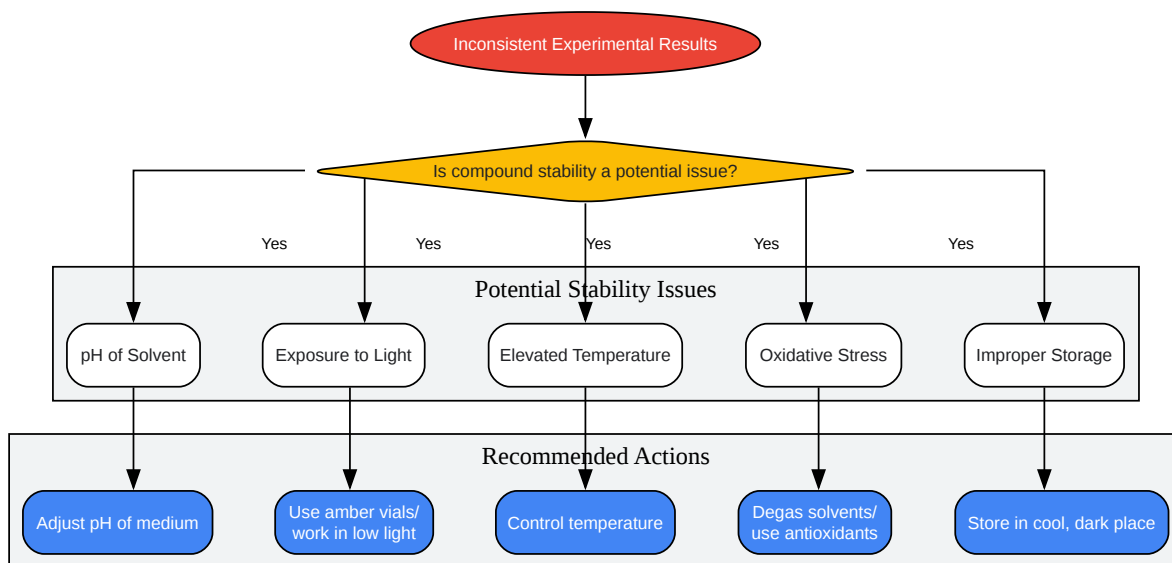 Inconsistent Experimental Results
Is compound stability a potential issue?
Yes
Yes
Yes
Yes
Yes
Potential Stability Issues
pH of Solvent
Exposure to Light
Elevated Temperature
Oxidative Stress
Improper Storage
Recommended Actions
Adjust pH of medium
Use amber vials/
work in low light
Control temperature
Degas solvents/
use antioxidants
Store in cool, dark place